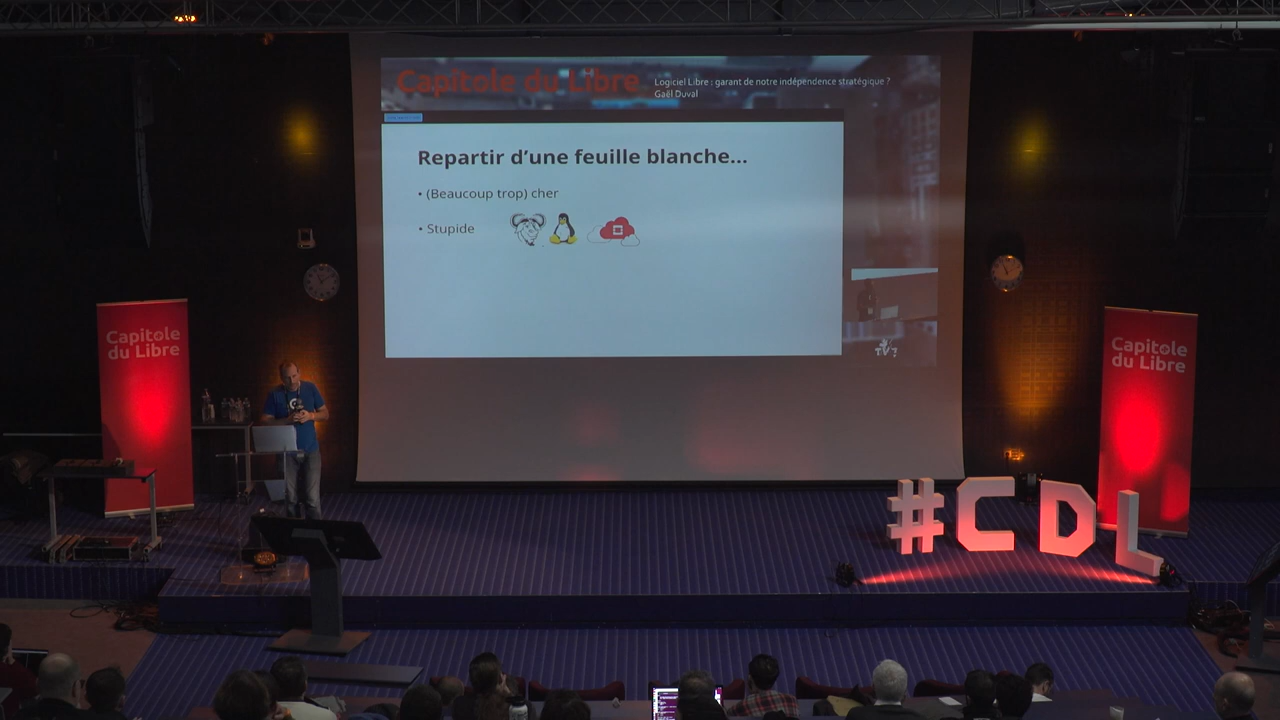 Capitole du Libre
Logiciel Libre : garant de notre indépendance stratégique ?
Gaël Duval
Repartir d'une feuille blanche...
• (Beaucoup trop) cher
• Stupide
TV?
Capitole
du Libre
Capitole
du Libre
#CDL